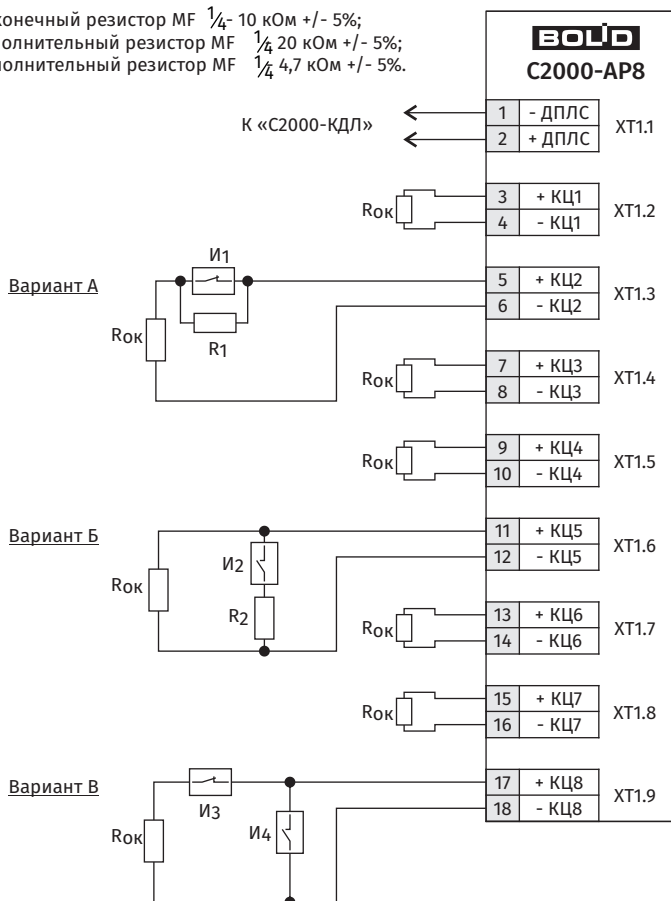 конечный резистор MF 1/4- 10 кОм +/- 5%;
полнительный резистор MF 1/4 20 кОм +/- 5%;
полнительный резистор MF 1/4 4,7 кОм +/- 5%.
BOLID
С2000-АР8
К «С2000-КДЛ»
1 - ДПЛС
2 + ДПЛС
XT1.1
Rок
3 + КЦ1
4 - КЦ1
XT1.2
Вариант А
И1
R1
Rок
5 + КЦ2
6 - КЦ2
XT1.3
Rок
7 + КЦ3
8 - КЦ3
XT1.4
Rок
9 + КЦ4
10 - КЦ4
XT1.5
Вариант Б
И2
R2
Rок
11 + КЦ5
12 - КЦ5
XT1.6
Rок
13 + КЦ6
14 - КЦ6
XT1.7
Rок
15 + КЦ7
16 - КЦ7
XT1.8
Вариант В
И3
И4
Rок
17 + КЦ8
18 - КЦ8
XT1.9